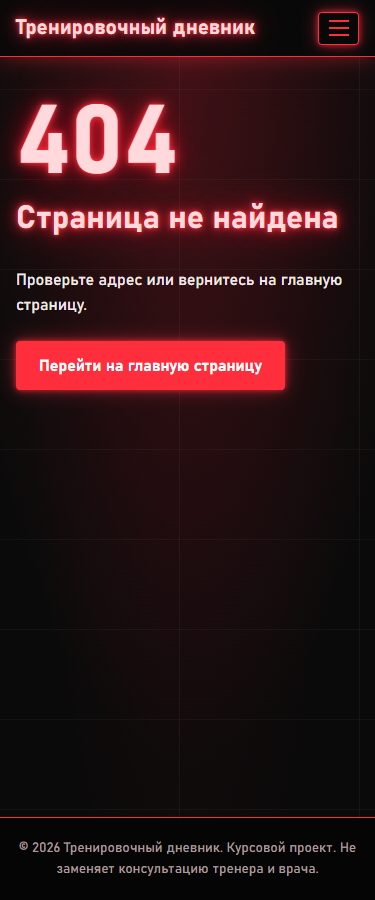 Тренировочный дневник
404
Страница не найдена
Проверьте адрес или вернитесь на главную
страницу.
Перейти на главную страницу
© 2026 Тренировочный дневник. Курсовой проект. Не
заменяет консультацию тренера и врача.